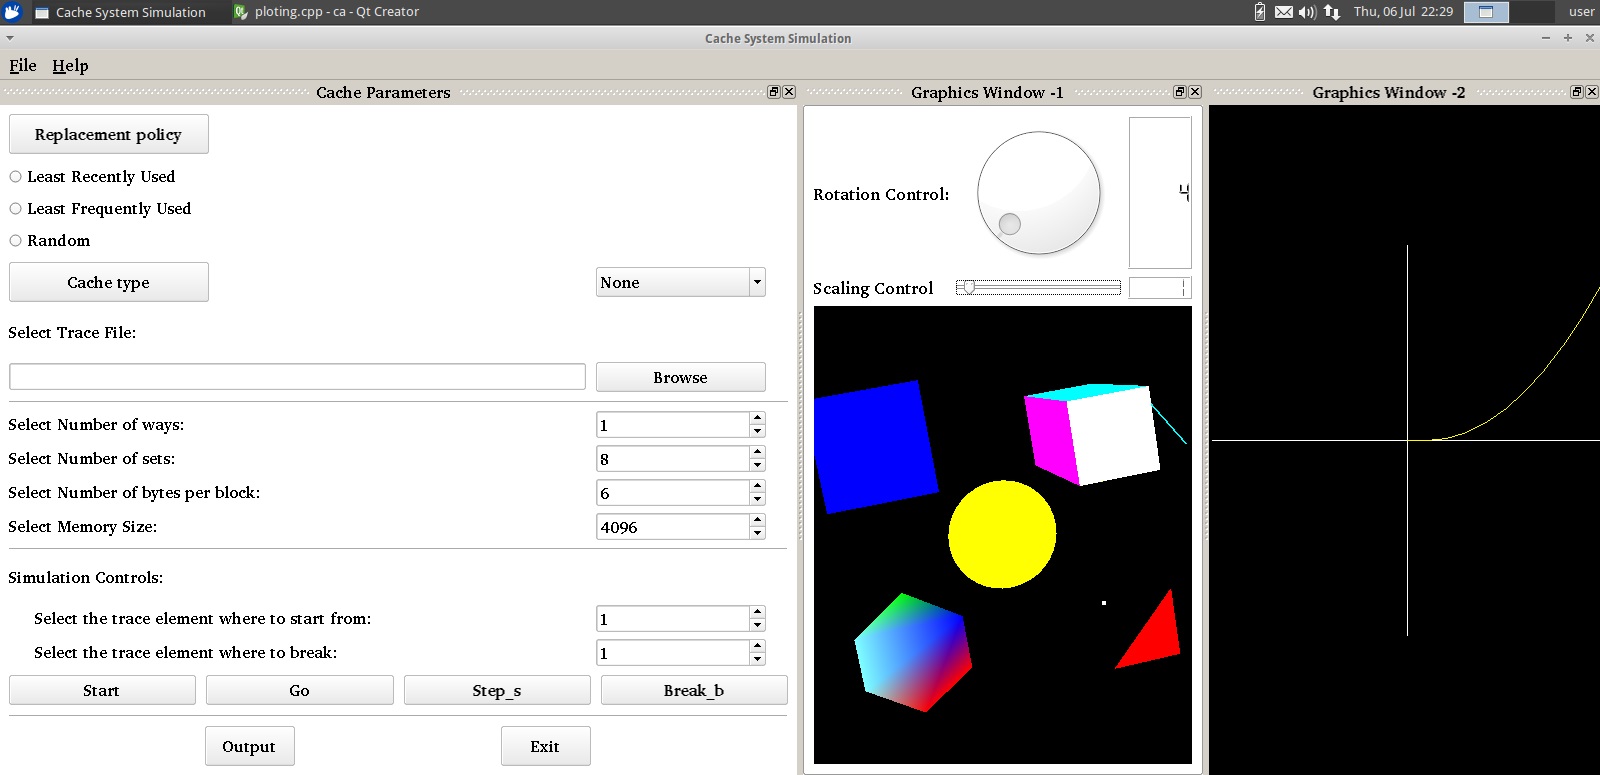 Cache System Simulation
ploting.cpp - ca - Qt Creator
Thu, 06 Jul 22:29
user
Cache System Simulation
File Help
Cache Parameters
Replacement policy
Least Recently Used
Least Frequently Used
Random
Cache type
None
Select Trace File:
Browse
Select Number of ways:
1
Select Number of sets:
8
Select Number of bytes per block:
6
Select Memory Size:
4096
Simulation Controls:
Select the trace element where to start from:
1
Select the trace element where to break:
1
Start
Go
Step_s
Break_b
Output
Exit
Graphics Window -1
Rotation Control:
Scaling Control
Graphics Window -2